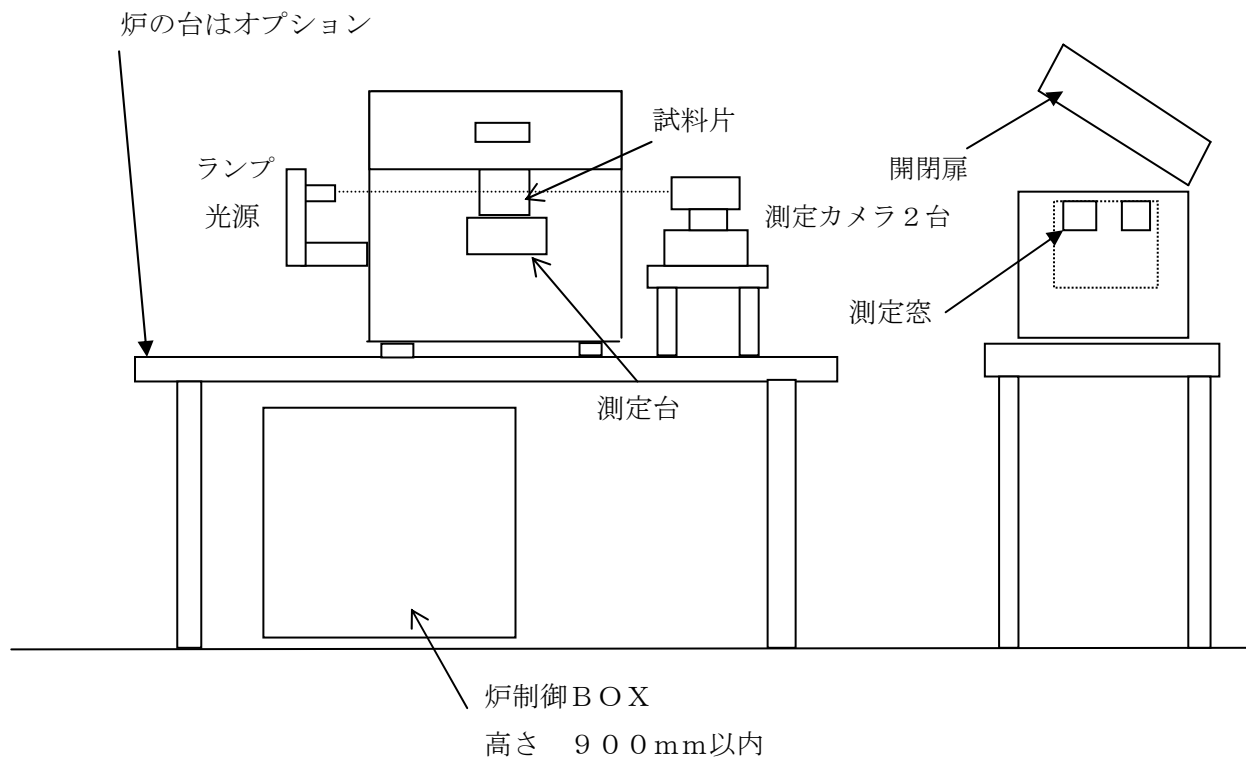 炉の台はオプション
試料片
ランプ
光源
開閉扉
測定カメラ２台
測定窓
測定台
炉制御ＢＯＸ
高さ　９００mm以内